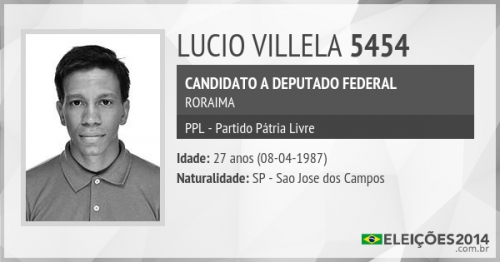 LUCIO VILLELA 5454
CANDIDATO A DEPUTADO FEDERAL
RORAIMA
PPL - Partido Pátria Livre
Idade: 27 anos (08-04-1987)
Naturalidade: SP - Sao Jose dos Campos
ELEIÇÕES2014
.com.br